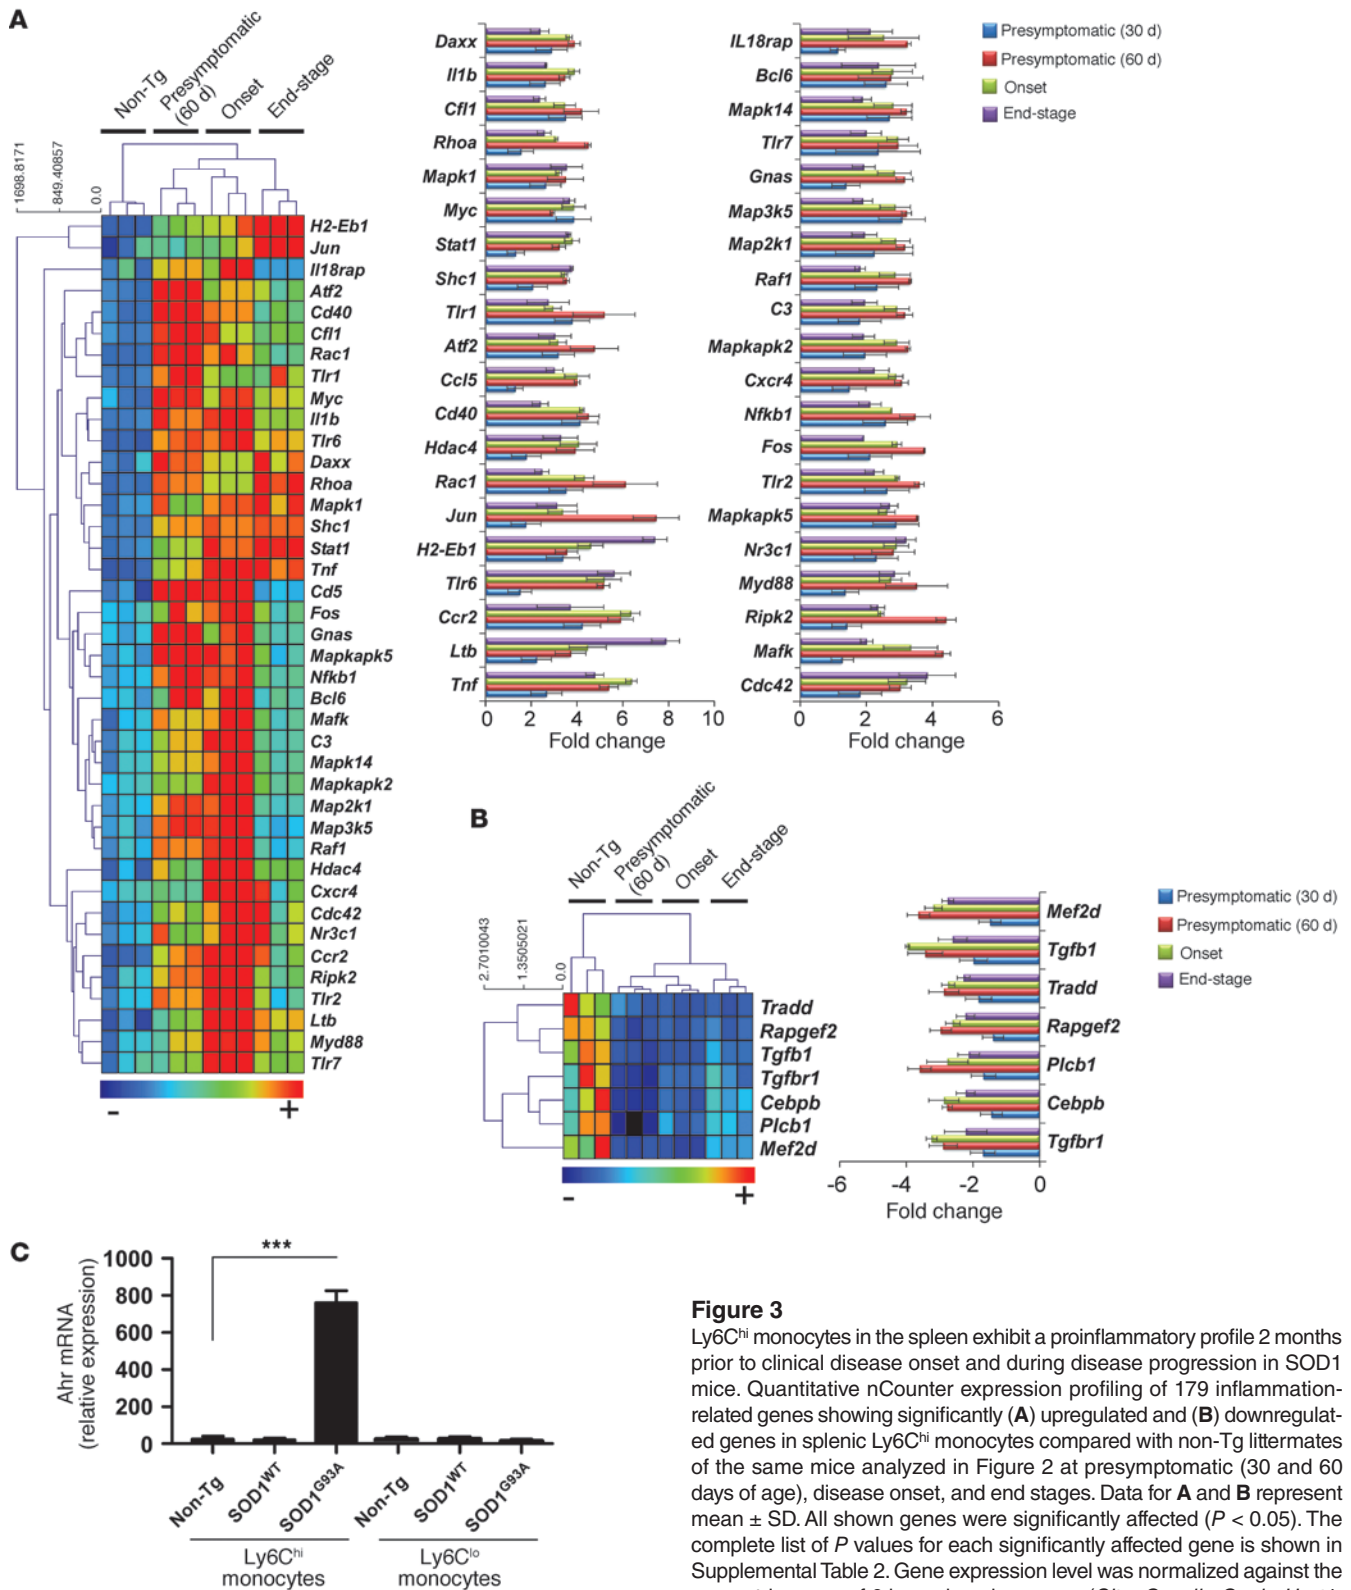 A
Non-Tg
Presymptomatic
(60 d)
Onset
End-stage
1698.8171
849.40857
0.0
H2-Eb1
Jun
Il18rap
Atf2
Cd40
Cfl1
Rac1
Tlr1
Myc
Il1b
Tlr6
Daxx
Rhoa
Mapk1
Shc1
Stat1
Tnf
Cd5
Fos
Gnas
Mapkapk5
Nfkb1
Bcl6
Mafk
C3
Mapk14
Mapkapk2
Map2k1
Map3k5
Raf1
Hdac4
Cxcr4
Cdc42
Nr3c1
Ccr2
Ripk2
Tlr2
Ltb
Myd88
Tlr7
- +
Daxx
Il1b
Cfl1
Rhoa
Mapk1
Myc
Stat1
Shc1
Tlr1
Atf2
Ccl5
Cd40
Hdac4
Rac1
Jun
H2-Eb1
Tlr6
Ccr2
Ltb
Tnf
0 2 4 6 8 10
Fold change
IL18rap
Bcl6
Mapk14
Tlr7
Gnas
Map3k5
Map2k1
Raf1
C3
Mapkapk2
Cxcr4
Nfkb1
Fos
Tlr2
Mapkapk5
Nr3c1
Myd88
Ripk2
Mafk
Cdc42
0 2 4 6
Fold change
Presymptomatic (30 d)
Presymptomatic (60 d)
Onset
End-stage
B
Non-Tg
Presymptomatic
(60 d)
Onset
End-stage
2.7010043
1.3505021
0.0
Tradd
Rapgef2
Tgfb1
Tgfbr1
Cebpb
Plcb1
Mef2d
- +
Mef2d
Tgfb1
Tradd
Rapgef2
Plcb1
Cebpb
Tgfbr1
-6 -4 -2 0
Fold change
Presymptomatic (30 d)
Presymptomatic (60 d)
Onset
End-stage
C
Ahr mRNA
(relative expression)
1000
800
600
400
200
0
***
Non-Tg
SOD1WT
SOD1G93A
Non-Tg
SOD1WT
SOD1G93A
Ly6Chi
monocytes
Ly6Clo
monocytes
Figure 3
Ly6Chi monocytes in the spleen exhibit a proinflammatory profile 2 months
prior to clinical disease onset and during disease progression in SOD1
mice. Quantitative nCounter expression profiling of 179 inflammation-
related genes showing significantly (A) upregulated and (B) downregulat-
ed genes in splenic Ly6Chi monocytes compared with non-Tg littermates
of the same mice analyzed in Figure 2 at presymptomatic (30 and 60
days of age), disease onset, and end stages. Data for A and B represent
mean ± SD. All shown genes were significantly affected (P < 0.05). The
complete list of P values for each significantly affected gene is shown in
Supplemental Table 2. Gene expression level was normalized against the